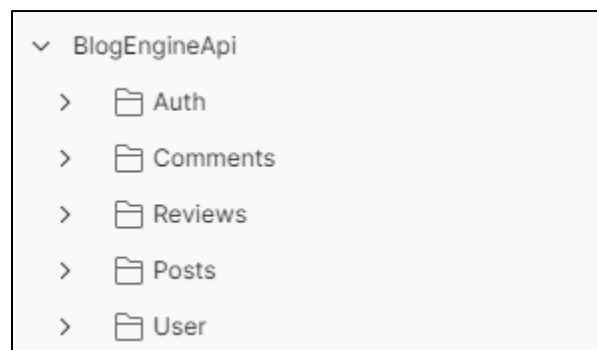 BlogEngineApi
Auth
Comments
Reviews
Posts
User